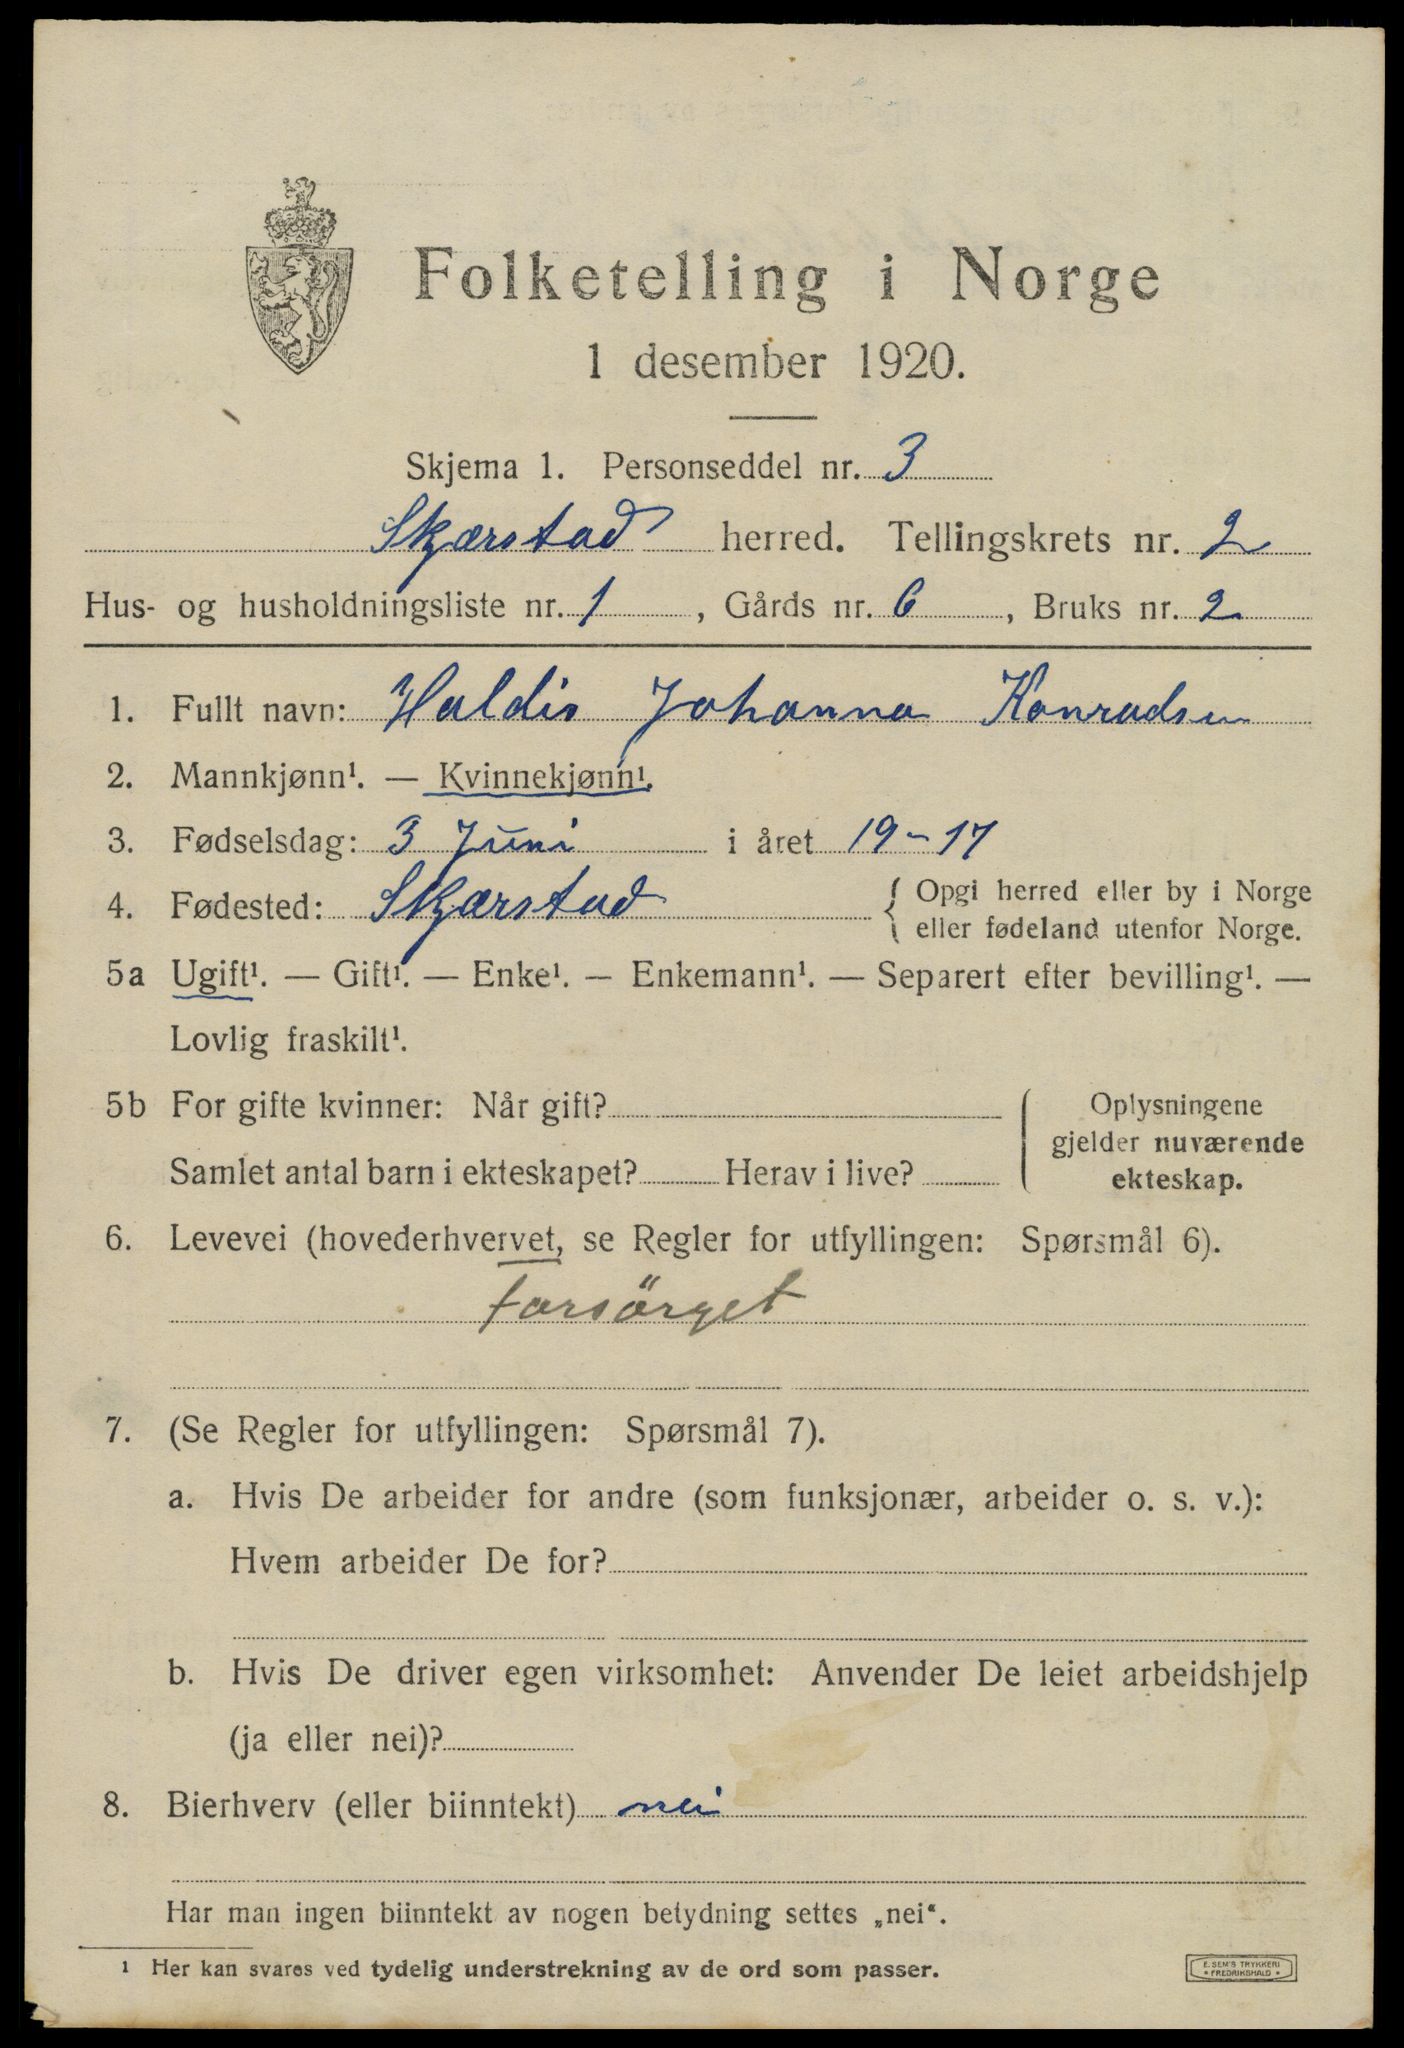 Folketelling i Norge
1 desember 1920.
Skjema 1. Personseddel nr. 3
Skjærstad herred. Tellingskrets nr. 2
Hus- og husholdningsliste nr. 1, Gårds nr. 6, Bruks nr. 2
1. Fullt navn: Haldis Johanna Konradsen
2. Mannkjønn¹. — Kvinnekjønn¹.
3. Fødselsdag: 3 Juni i året 19-17
4. Fødested: Skjærstad { Opgi herred eller by i Norge
eller fødeland utenfor Norge.
5a Ugift¹. — Gift¹. — Enke¹. — Enkemann¹. — Separert efter bevilling¹. —
Lovlig fraskilt¹.
5b For gifte kvinner: Når gift?
Samlet antal barn i ekteskapet? Herav i live?
Oplysningene
gjelder nuværende
ekteskap.
6. Levevei (hovederhvervet, se Regler for utfyllingen: Spørsmål 6).
forsörget
7. (Se Regler for utfyllingen: Spørsmål 7).
a. Hvis De arbeider for andre (som funksjonær, arbeider o. s. v.):
Hvem arbeider De for?
b. Hvis De driver egen virksomhet: Anvender De leiet arbeidshjelp
(ja eller nei)?
8. Bierhverv (eller biinntekt) nei
Har man ingen biinntekt av nogen betydning settes „nei“.
1 Her kan svares ved tydelig understrekning av de ord som passer.
E. SEM'S TRYKKERI
• FREDRIKSHALD •